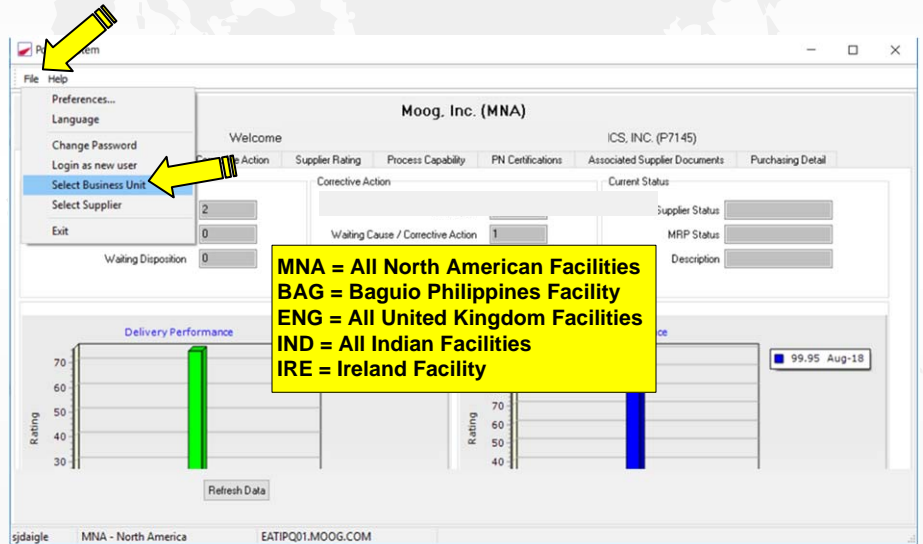 File Help
Preferences...
Language
Change Password
Login as new user
Select Business Unit
Select Supplier
Exit
Moog, Inc. (MNA)
Welcome
ICS, INC. (P7145)
Action
Supplier Rating
Process Capability
PN Certifications
Associated Supplier Documents
Purchasing Detail
Corrective Action
Current Status
2
Supplier Status
0
Waiting Cause / Corrective Action 1
MRP Status
Waiting Disposition 0
Description
MNA = All North American Facilities
BAG = Baguio Philippines Facility
ENG = All United Kingdom Facilities
IND = All Indian Facilities
IRE = Ireland Facility
Delivery Performance
99.95 Aug-18
Rating
70
60
50
40
30
Rating
70
60
50
40
Refresh Data
sjdaigle MNA - North America EATIPQ01.MOOG.COM